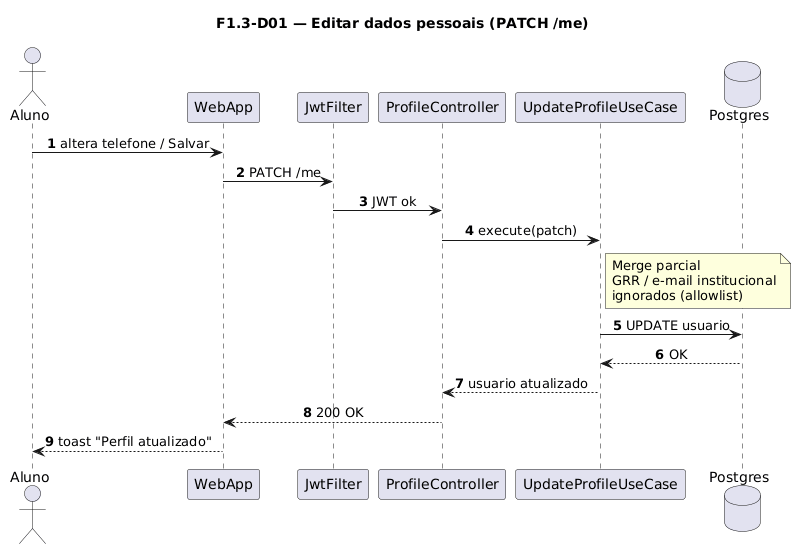 F1.3-D01 — Editar dados pessoais (PATCH /me)
Aluno
WebApp
JwtFilter
ProfileController
UpdateProfileUseCase
Postgres
1 altera telefone / Salvar
2 PATCH /me
3 JWT ok
4 execute(patch)
Merge parcial
GRR / e-mail institucional
ignorados (allowlist)
5 UPDATE usuario
6 OK
7 usuario atualizado
8 200 OK
9 toast "Perfil atualizado"
Aluno
WebApp
JwtFilter
ProfileController
UpdateProfileUseCase
Postgres